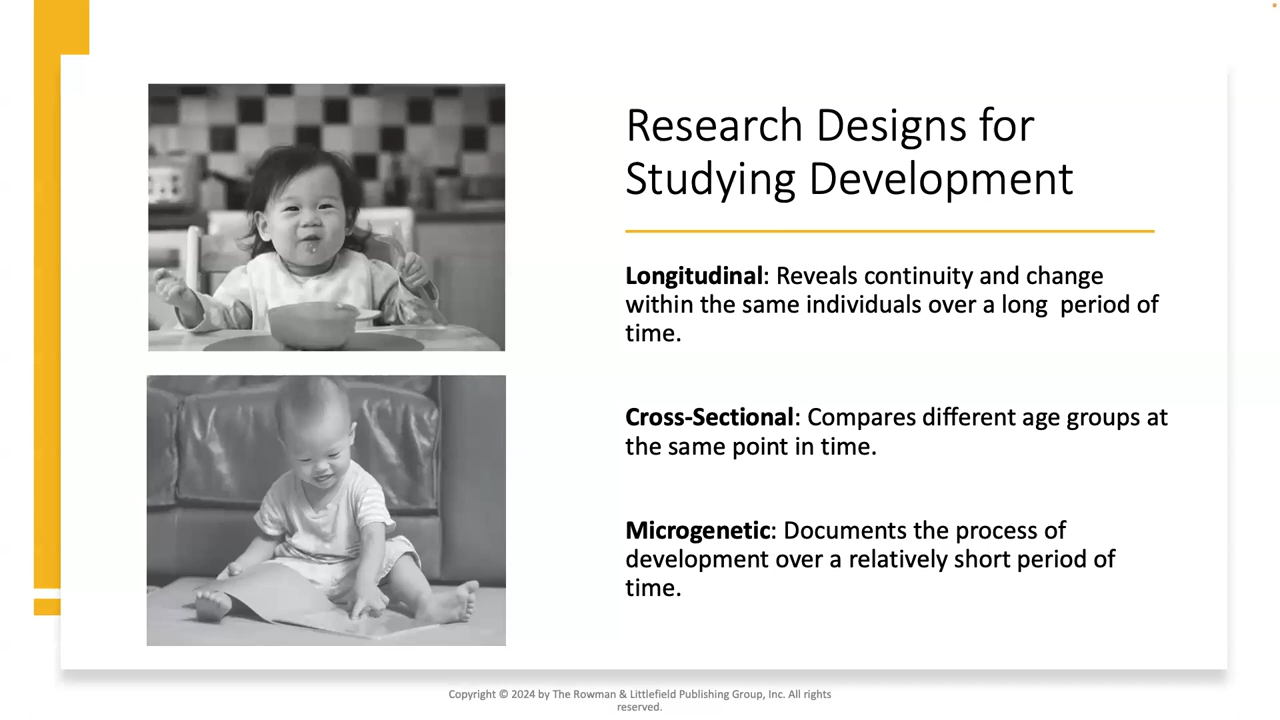 Research Designs for
Studying Development
Longitudinal: Reveals continuity and change
within the same individuals over a long  period of
time.
Cross-Sectional: Compares different age groups at
the same point in time.
Microgenetic: Documents the process of
development over a relatively short period of
time.
Copyright © 2024 by The Rowman & Littlefield Publishing Group, Inc. All rights
reserved.